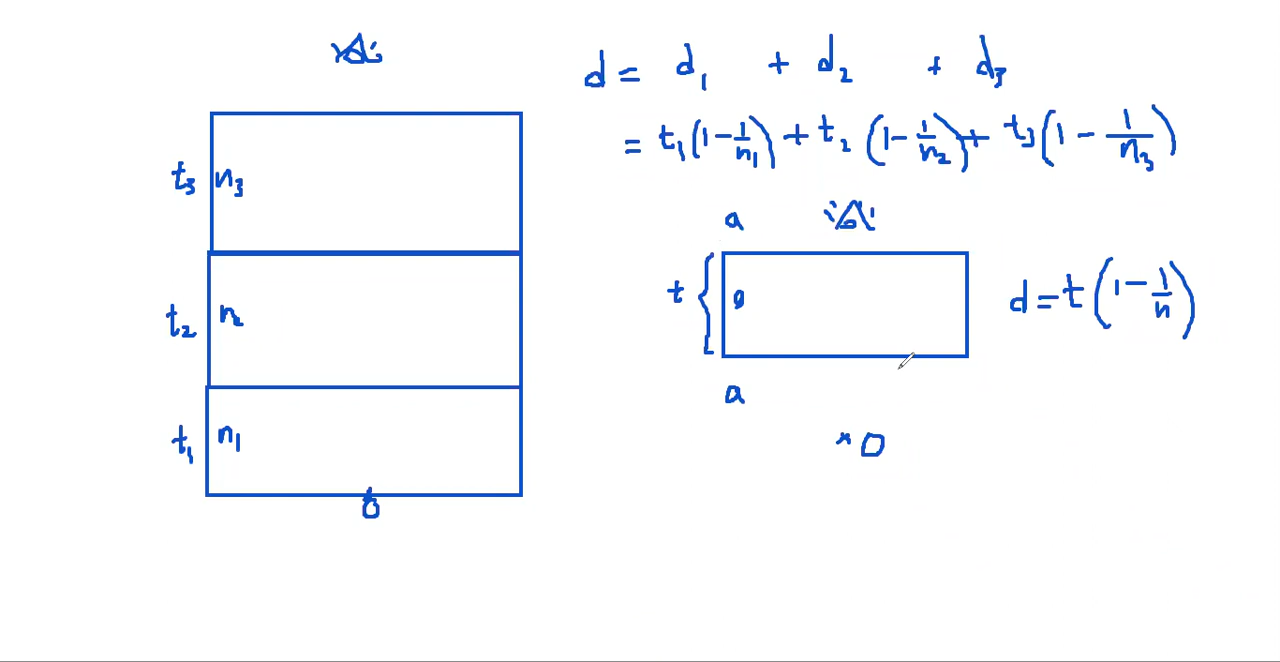 d = d₁ + d₂ + d₃
= t₁(1-1/n₁) + t₂(1-1/n₂) + t₃(1-1/n₃)
t₃ n₃
t₂ n₂
t₁ n₁
O
a
t g d = t(1-1/n)
a
× O